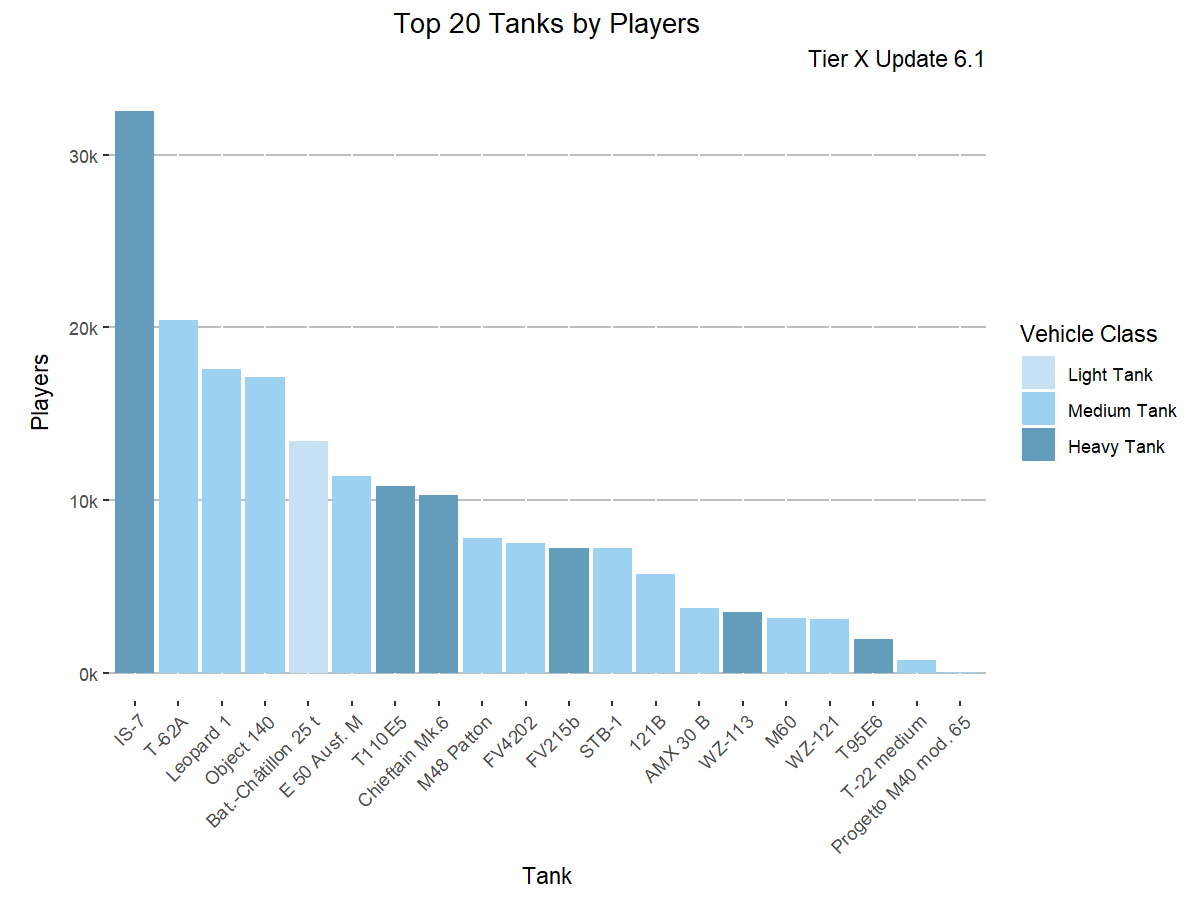 Top 20 Tanks by Players
Tier X Update 6.1
30k
20k
10k
0k
Players
IS-7
T-62A
Leopard 1
Object 140
Bat.-Châtillon 25 t
E 50 Ausf. M
T110E5
Chieftain Mk.6
M48 Patton
FV4202
FV215b
STB-1
121B
AMX 30 B
WZ-113
M60
WZ-121
T95E6
T-22 medium
Progetto M40 mod. 65
Tank
Vehicle Class
Light Tank
Medium Tank
Heavy Tank